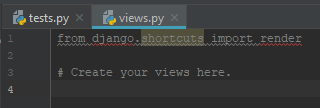 tests.py views.py
1 from django.shortcuts import render
2
3 # Create your views here.
4